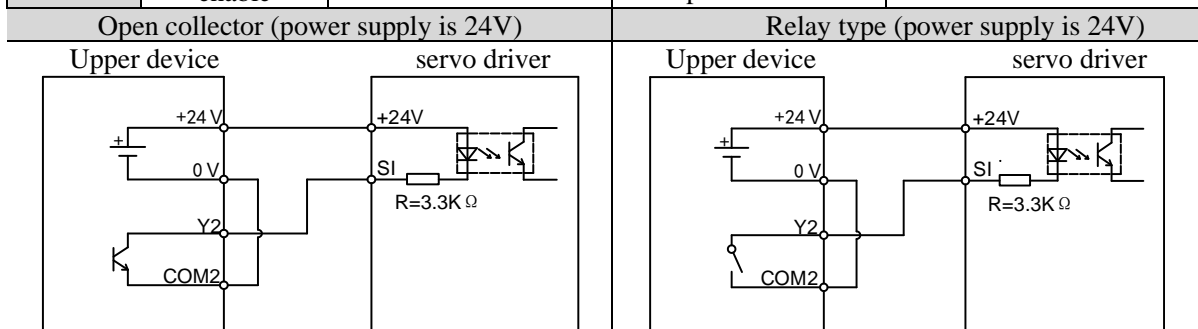 enable
Open collector (power supply is 24V)
Relay type (power supply is 24V)
Upper device
servo driver
+24 V
+24V
+
0 V
SI
R=3.3K Ω
Y2
COM2
Upper device
servo driver
+24 V
+24V
+
0 V
SI
R=3.3K Ω
Y2
COM2